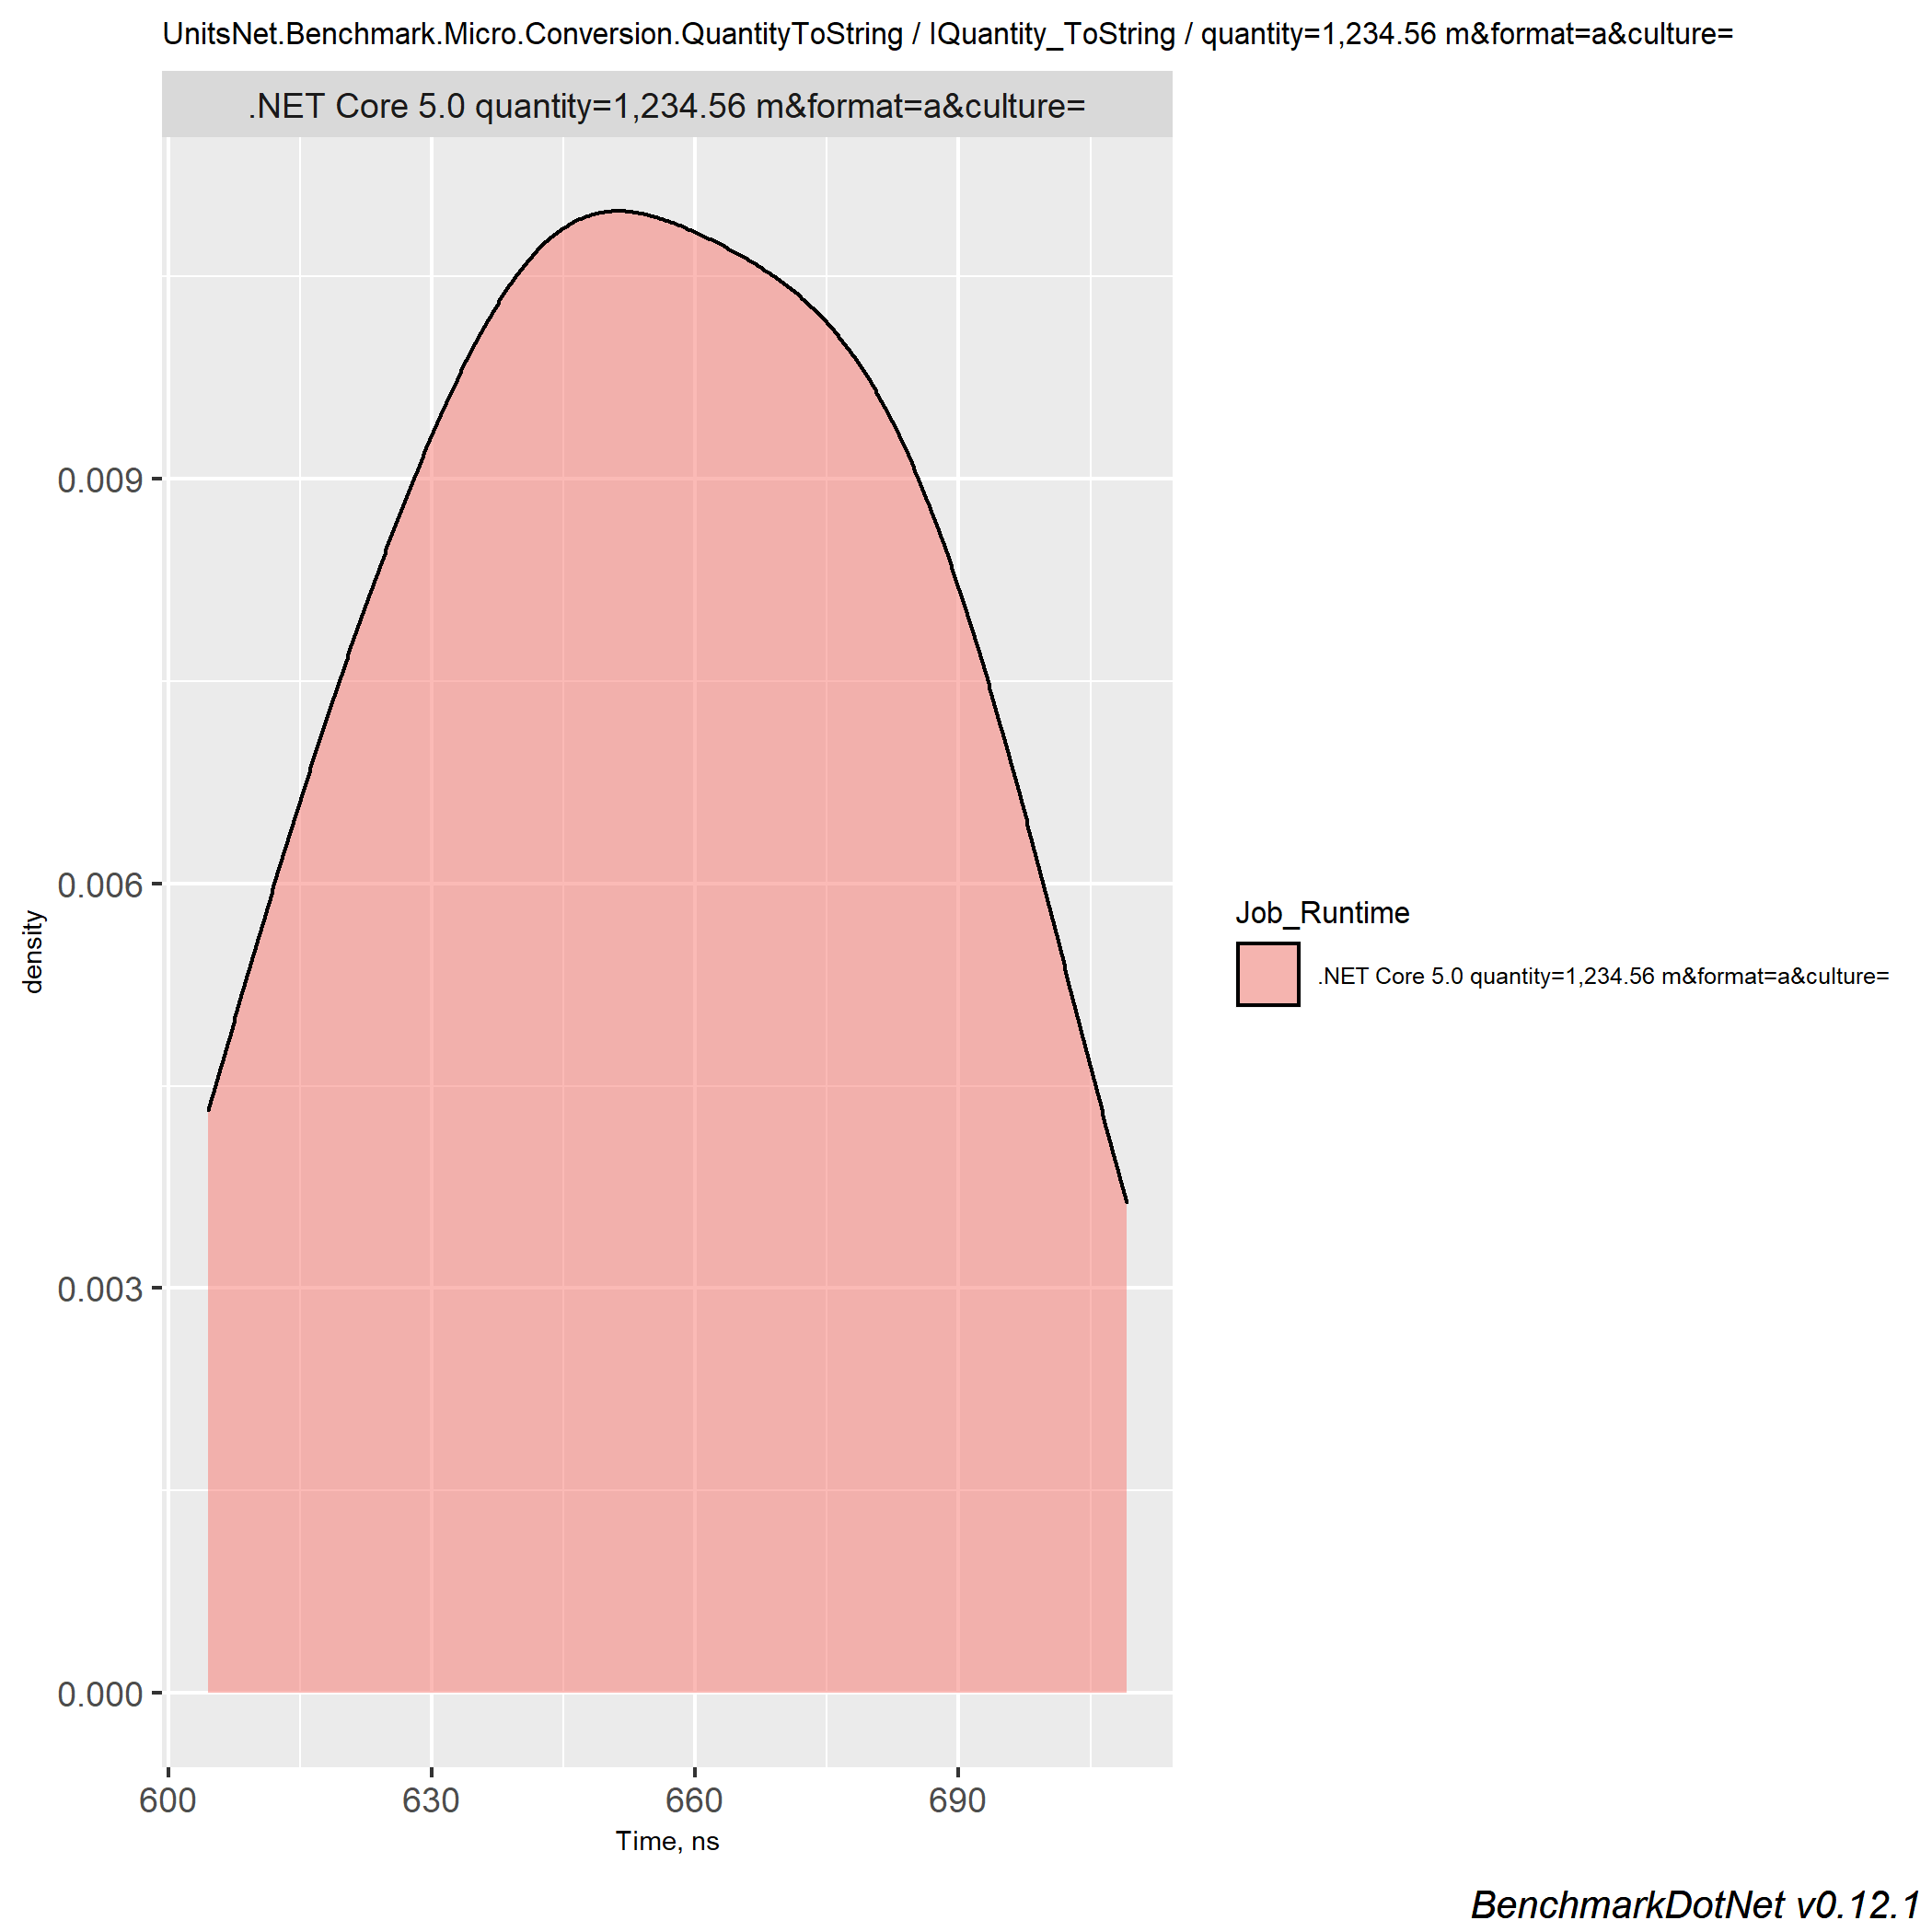 UnitsNet.Benchmark.Micro.Conversion.QuantityToString / IQuantity_ToString / quantity=1,234.56 m&format=a&culture=
.NET Core 5.0 quantity=1,234.56 m&format=a&culture=
0.009
0.006
0.003
0.000
density
600 630 660 690
Time, ns
Job_Runtime
.NET Core 5.0 quantity=1,234.56 m&format=a&culture=
BenchmarkDotNet v0.12.1